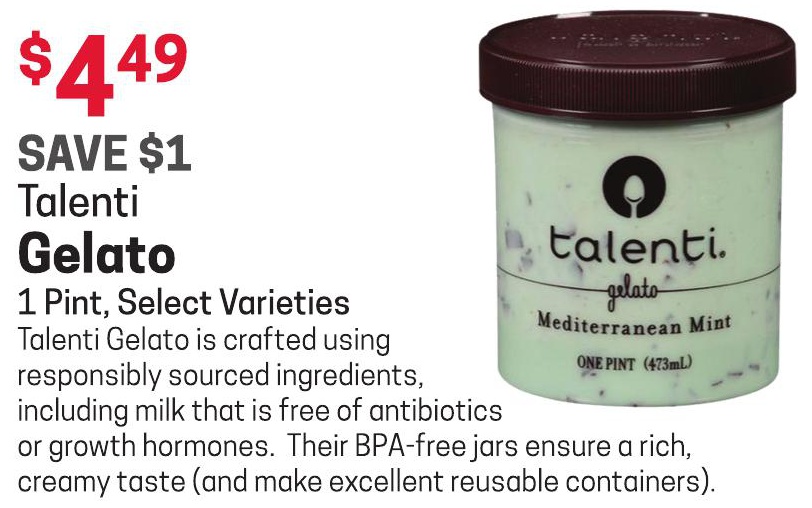 $4.49
SAVE $1
Talenti
Gelato
1 Pint, Select Varieties
Talenti Gelato is crafted using
responsibly sourced ingredients,
including milk that is free of antibiotics
or growth hormones.  Their BPA-free jars ensure a rich,
creamy taste (and make excellent reusable containers).
talenti®
gelato
Mediterranean Mint
ONE PINT (473mL)